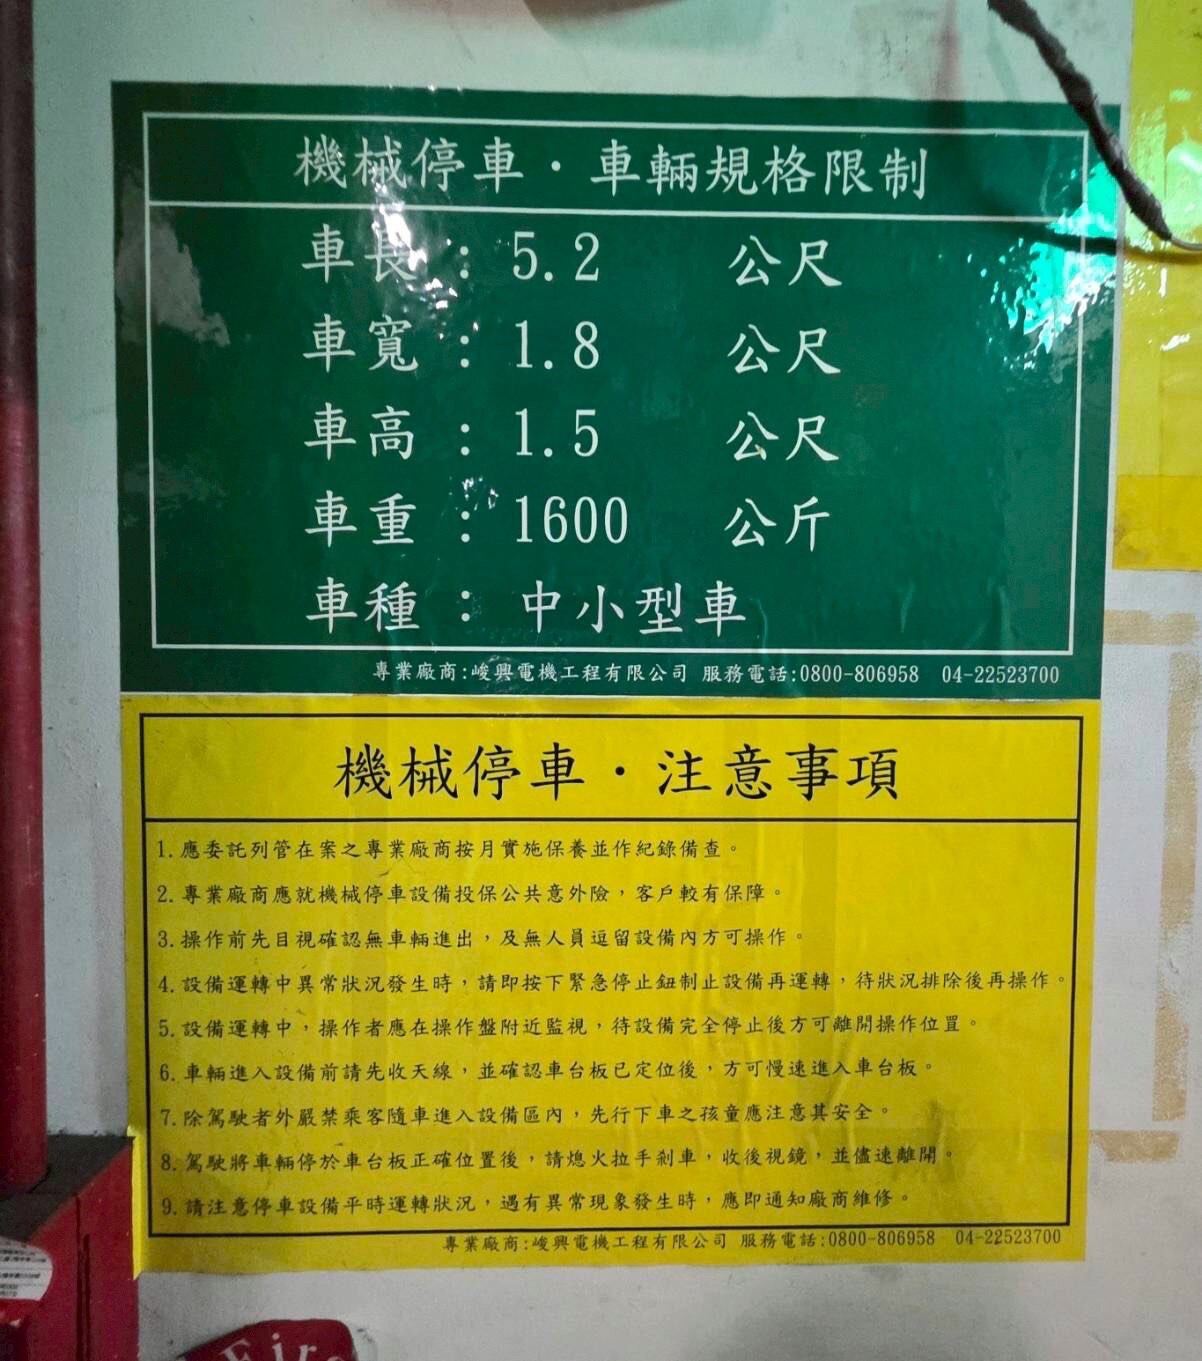 機械停車・車輛規格限制
車長：5.2 公尺
車寬：1.8 公尺
車高：1.5 公尺
車重：1600 公斤
車種：中小型車
專業廠商:峻興電機工程有限公司 服務電話:0800-806958 04-22523700
機械停車・注意事項
1.應委託列管在案之專業廠商按月實施保養並作紀錄備查。
2.專業廠商應就機械停車設備投保公共意外險，客戶較有保障。
3.操作前先目視確認無車輛進出，及無人員逗留設備內方可操作。
4.設備運轉中異常狀況發生時，請即按下緊急停止鈕制止設備再運轉，待狀況排除後再操作。
5.設備運轉中，操作者應在操作盤附近監視，待設備完全停止後方可離開操作位置。
6.車輛進入設備前請先收天線，並確認車台板已定位後，方可慢速進入車台板。
7.除駕駛者外嚴禁乘客隨車進入設備區內，先行下車之孩童應注意其安全。
8.駕駛將車輛停於車台板正確位置後，請熄火拉手剎車，收後視鏡，並儘速離開。
9.請注意停車設備平時運轉狀況，遇有異常現象發生時，應即通知廠商維修。
專業廠商:峻興電機工程有限公司 服務電話:0800-806958 04-22523700
Fire